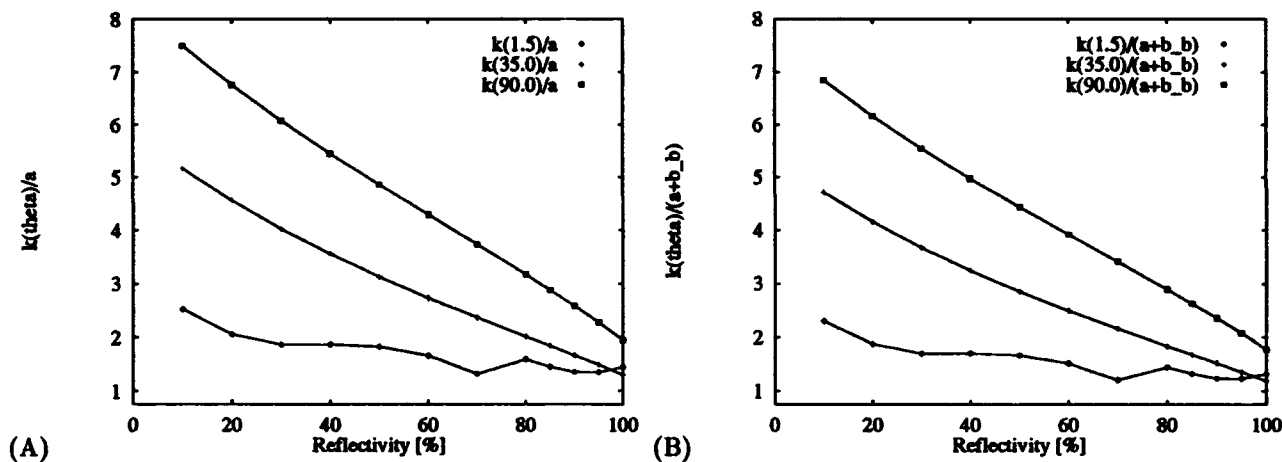 8
7
6
5
4
3
2
1
k(theta)/a
k(1.5)/a
k(35.0)/a
k(90.0)/a
0 20 40 60 80 100
Reflectivity [%]
(A)
8
7
6
5
4
3
2
1
k(theta)/(a+b_b)
k(1.5)/(a+b_b)
k(35.0)/(a+b_b)
k(90.0)/(a+b_b)
0 20 40 60 80 100
Reflectivity [%]
(B)